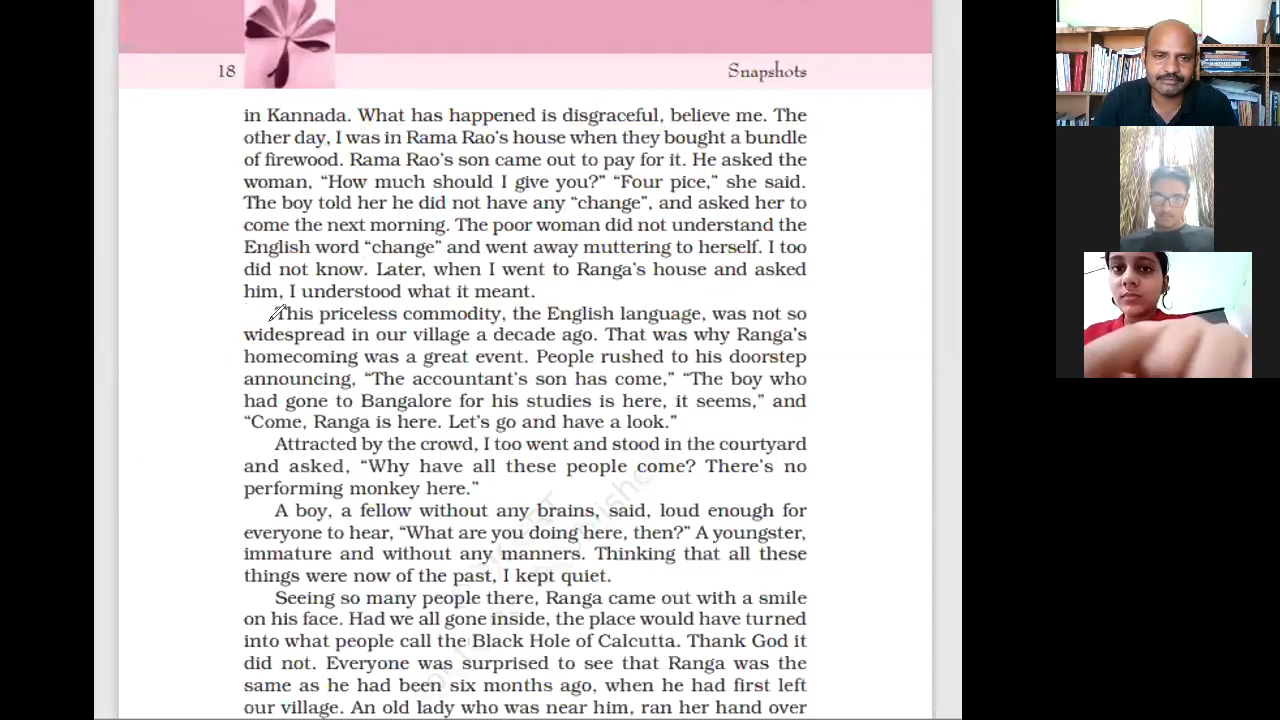 18
Snapshots
in Kannada. What has happened is disgraceful, believe me. The
other day, I was in Rama Rao's house when they bought a bundle
of firewood. Rama Rao's son came out to pay for it. He asked the
woman, “How much should I give you?” “Four pice,” she said.
The boy told her he did not have any “change”, and asked her to
come the next morning. The poor woman did not understand the
English word “change” and went away muttering to herself. I too
did not know. Later, when I went to Ranga's house and asked
him, I understood what it meant.
This priceless commodity, the English language, was not so
widespread in our village a decade ago. That was why Ranga's
homecoming was a great event. People rushed to his doorstep
announcing, “The accountant's son has come,” “The boy who
had gone to Bangalore for his studies is here, it seems,” and
“Come, Ranga is here. Let's go and have a look.”
Attracted by the crowd, I too went and stood in the courtyard
and asked, “Why have all these people come? There's no
performing monkey here.”
A boy, a fellow without any brains, said, loud enough for
everyone to hear, “What are you doing here, then?” A youngster,
immature and without any manners. Thinking that all these
things were now of the past, I kept quiet.
Seeing so many people there, Ranga came out with a smile
on his face. Had we all gone inside, the place would have turned
into what people call the Black Hole of Calcutta. Thank God it
did not. Everyone was surprised to see that Ranga was the
same as he had been six months ago, when he had first left
our village. An old lady who was near him, ran her hand over